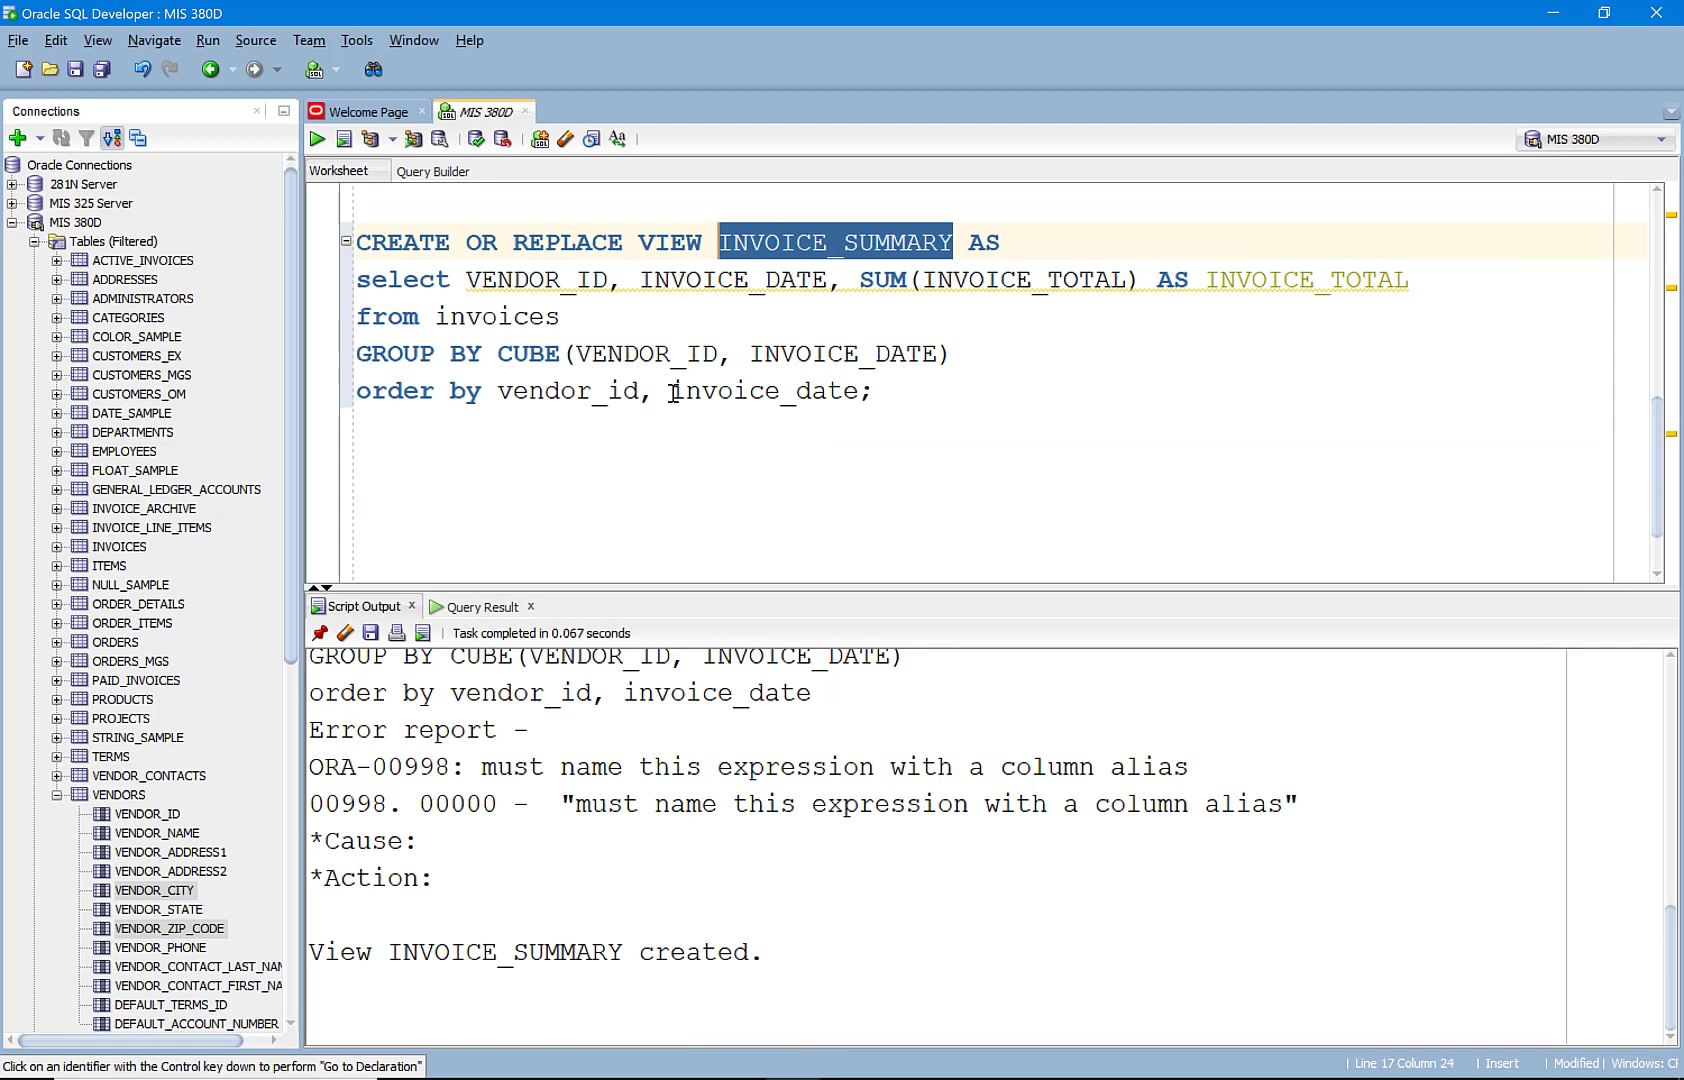 Oracle SQL Developer : MIS 380D
File Edit View Navigate Run Source Team Tools Window Help
Connections
Oracle Connections
281N Server
MIS 325 Server
MIS 380D
Tables (Filtered)
ACTIVE_INVOICES
ADDRESSES
ADMINISTRATORS
CATEGORIES
COLOR_SAMPLE
CUSTOMERS_EX
CUSTOMERS_MGS
CUSTOMERS_OM
DATE_SAMPLE
DEPARTMENTS
EMPLOYEES
FLOAT_SAMPLE
GENERAL_LEDGER_ACCOUNTS
INVOICE_ARCHIVE
INVOICE_LINE_ITEMS
INVOICES
ITEMS
NULL_SAMPLE
ORDER_DETAILS
ORDER_ITEMS
ORDERS
ORDERS_MGS
PAID_INVOICES
PRODUCTS
PROJECTS
STRING_SAMPLE
TERMS
VENDOR_CONTACTS
VENDORS
VENDOR_ID
VENDOR_NAME
VENDOR_ADDRESS1
VENDOR_ADDRESS2
VENDOR_CITY
VENDOR_STATE
VENDOR_ZIP_CODE
VENDOR_PHONE
VENDOR_CONTACT_LAST_NAM
VENDOR_CONTACT_FIRST_NA
DEFAULT_TERMS_ID
DEFAULT_ACCOUNT_NUMBER
Welcome Page MIS 380D
SQL
Aa
MIS 380D
Worksheet Query Builder
CREATE OR REPLACE VIEW INVOICE_SUMMARY AS
select VENDOR_ID, INVOICE_DATE, SUM(INVOICE_TOTAL) AS INVOICE_TOTAL
from invoices
GROUP BY CUBE(VENDOR_ID, INVOICE_DATE)
order by vendor_id, invoice_date;
Script Output Query Result
Task completed in 0.067 seconds
GROUP BY CUBE(VENDOR_ID, INVOICE_DATE)
order by vendor_id, invoice_date
Error report -
ORA-00998: must name this expression with a column alias
00998. 00000 - "must name this expression with a column alias"
*Cause:
*Action:
View INVOICE_SUMMARY created.
Click on an identifier with the Control key down to perform "Go to Declaration"
Line 17 Column 24 Insert Modified Windows: CF